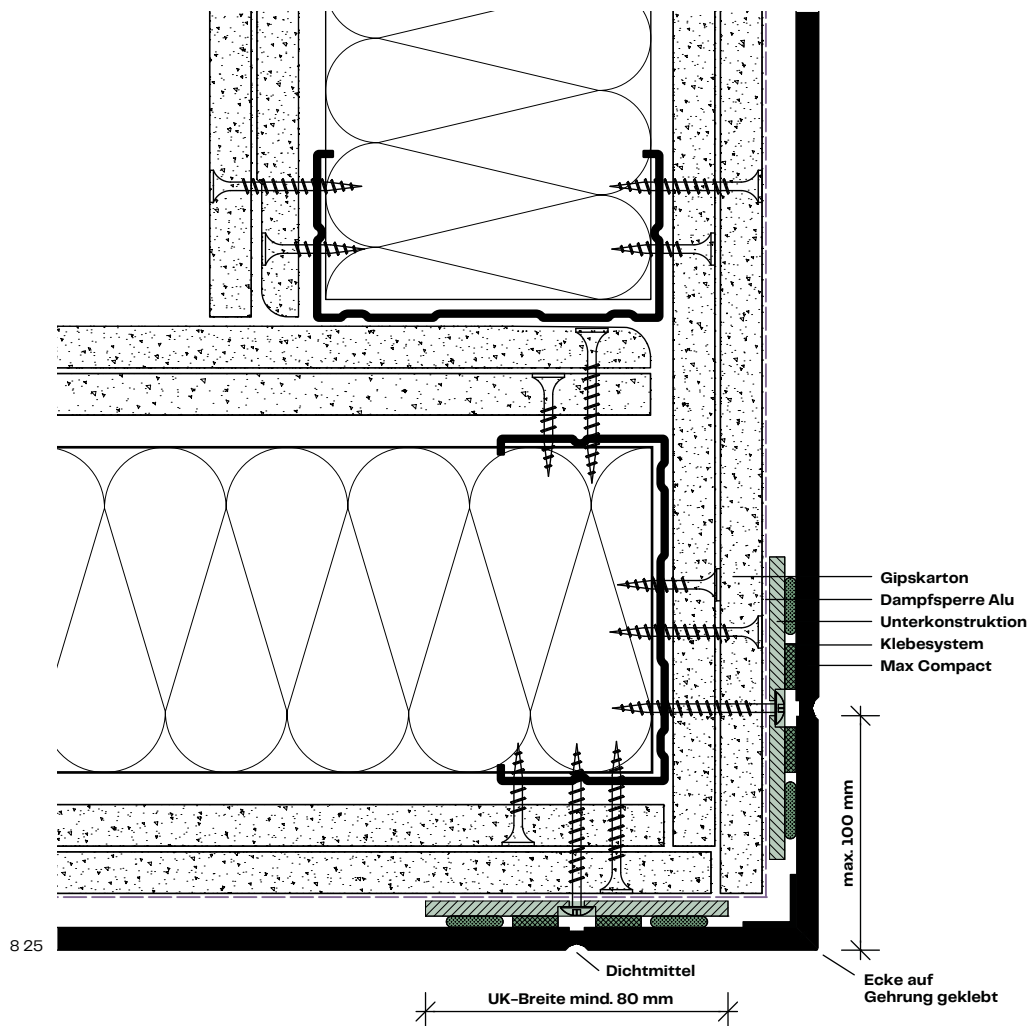 Gipskarton
Dampfsperre Alu
Unterkonstruktion
Klebesystem
Max Compact
max. 100 mm
8 25
Dichtmittel
Ecke auf
Gehrung geklebt
UK-Breite mind. 80 mm